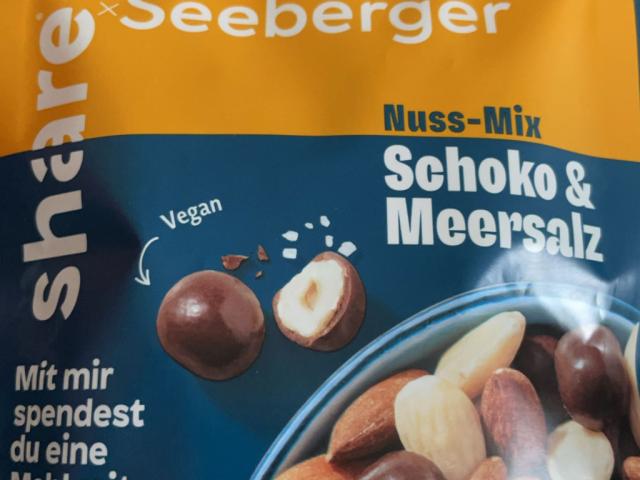 share × Seeberger
Nuss-Mix
Schoko &
Meersalz
Vegan
Mit mir
spendest
du eine